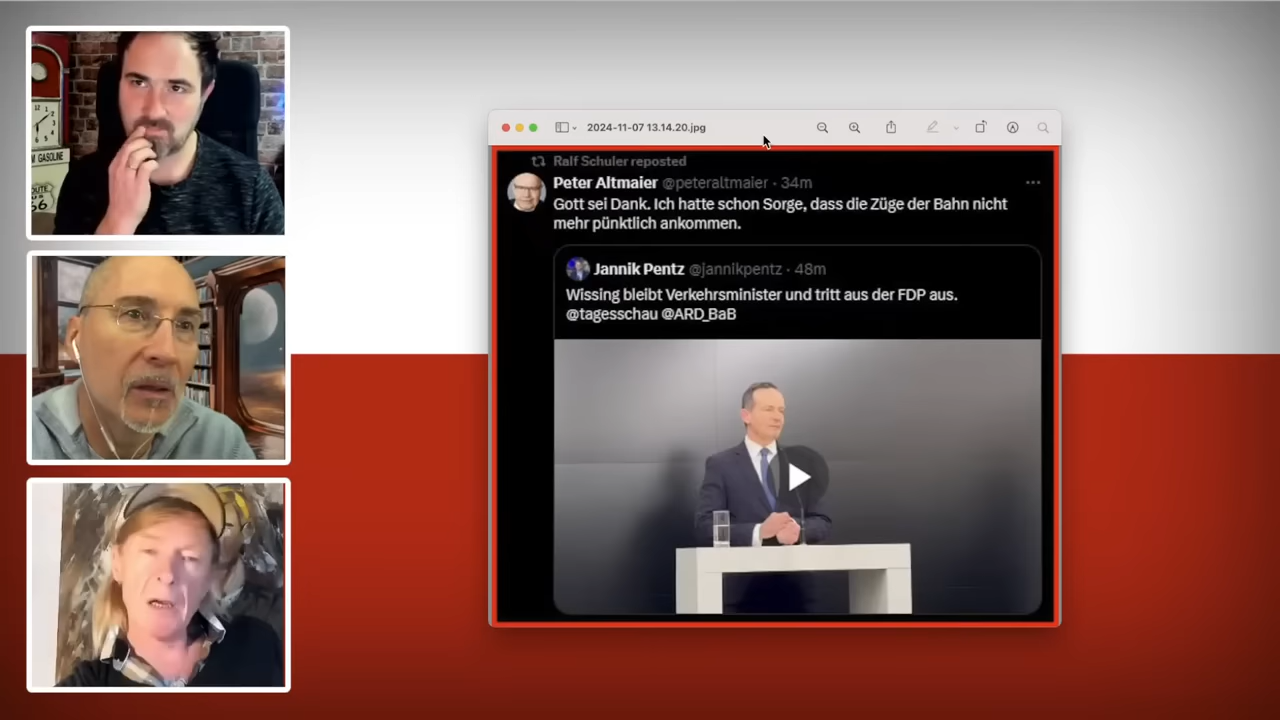 2024-11-07 13.14.20.jpg
Ralf Schuler reposted
Peter Altmaier @peteraltmaier · 34m
Gott sei Dank. Ich hatte schon Sorge, dass die Züge der Bahn nicht
mehr pünktlich ankommen.
Jannik Pentz @jannikpentz · 48m
Wissing bleibt Verkehrsminister und tritt aus der FDP aus.
@tagesschau @ARD_BaB
GASOLINE
ROUTE
66